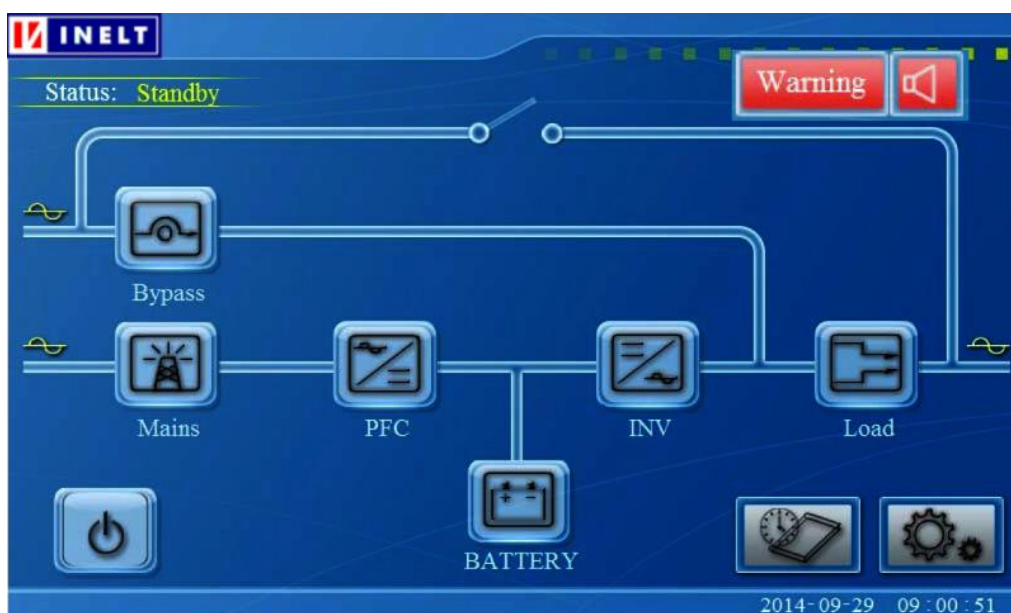 INELT
Status: Standby
Warning
Bypass
Mains
PFC
INV
Load
BATTERY
2014-09-29 09:00:51